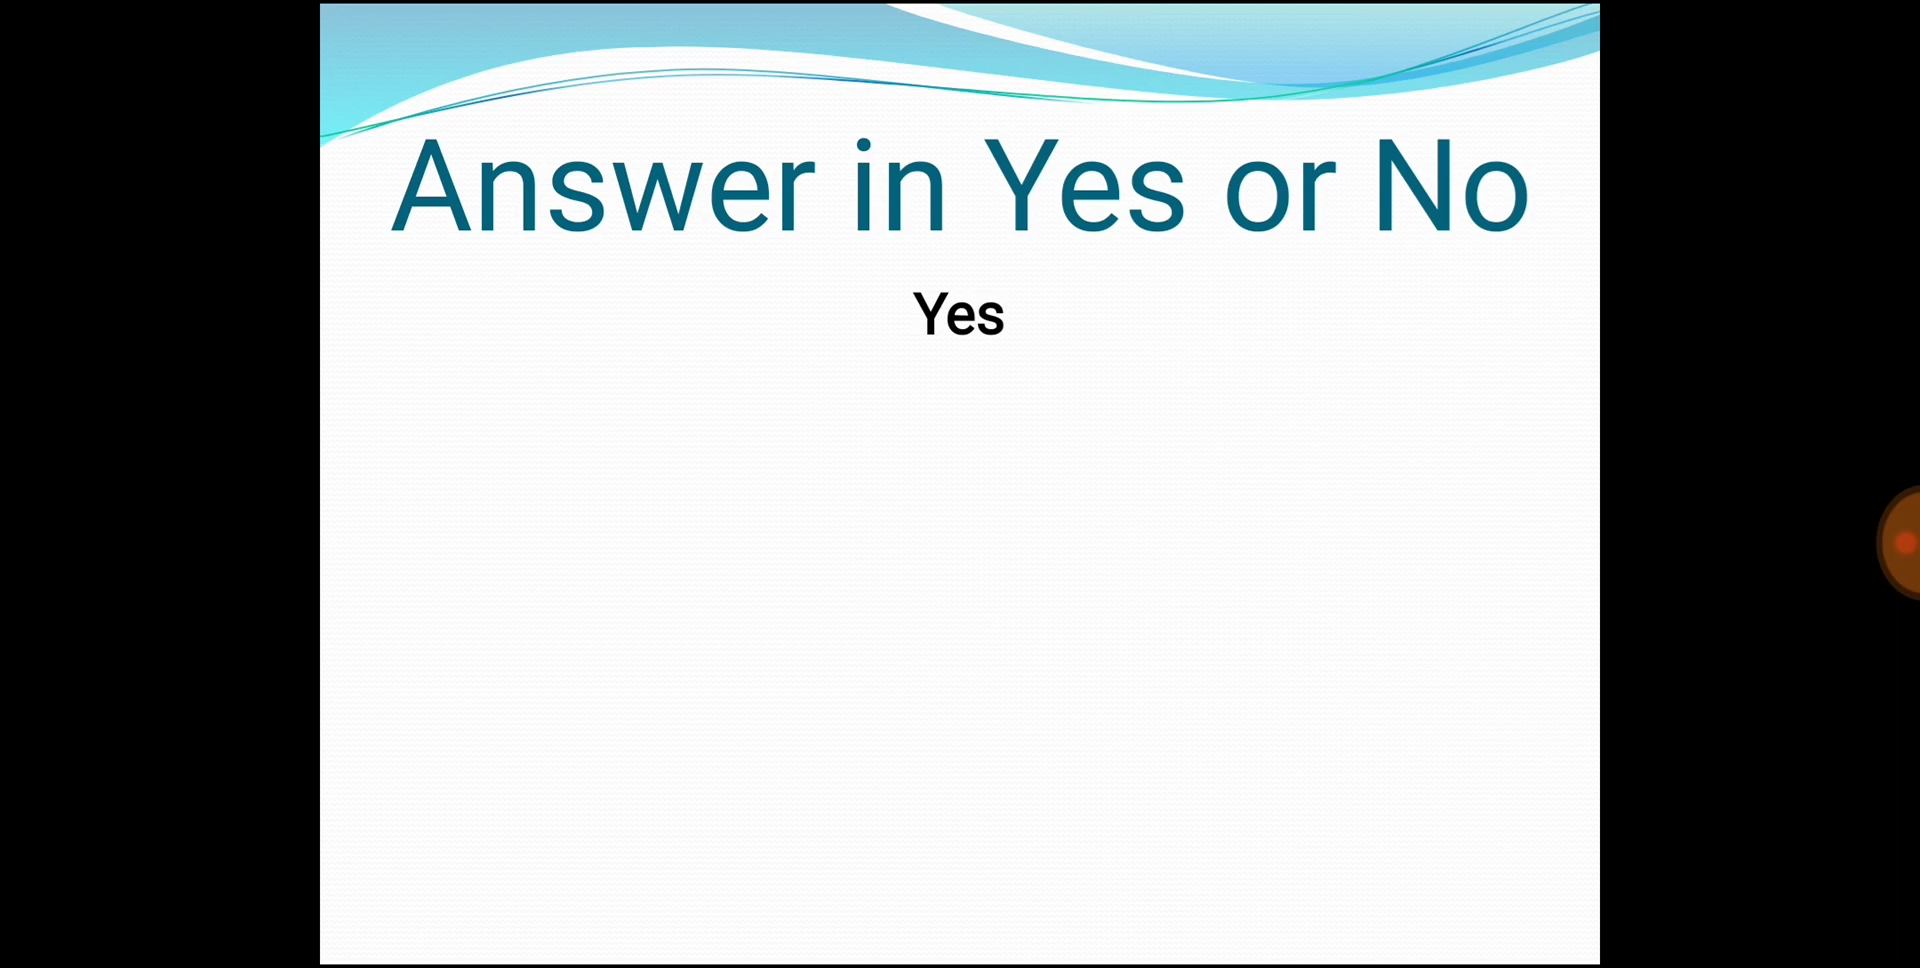 Answer in Yes or No
Yes